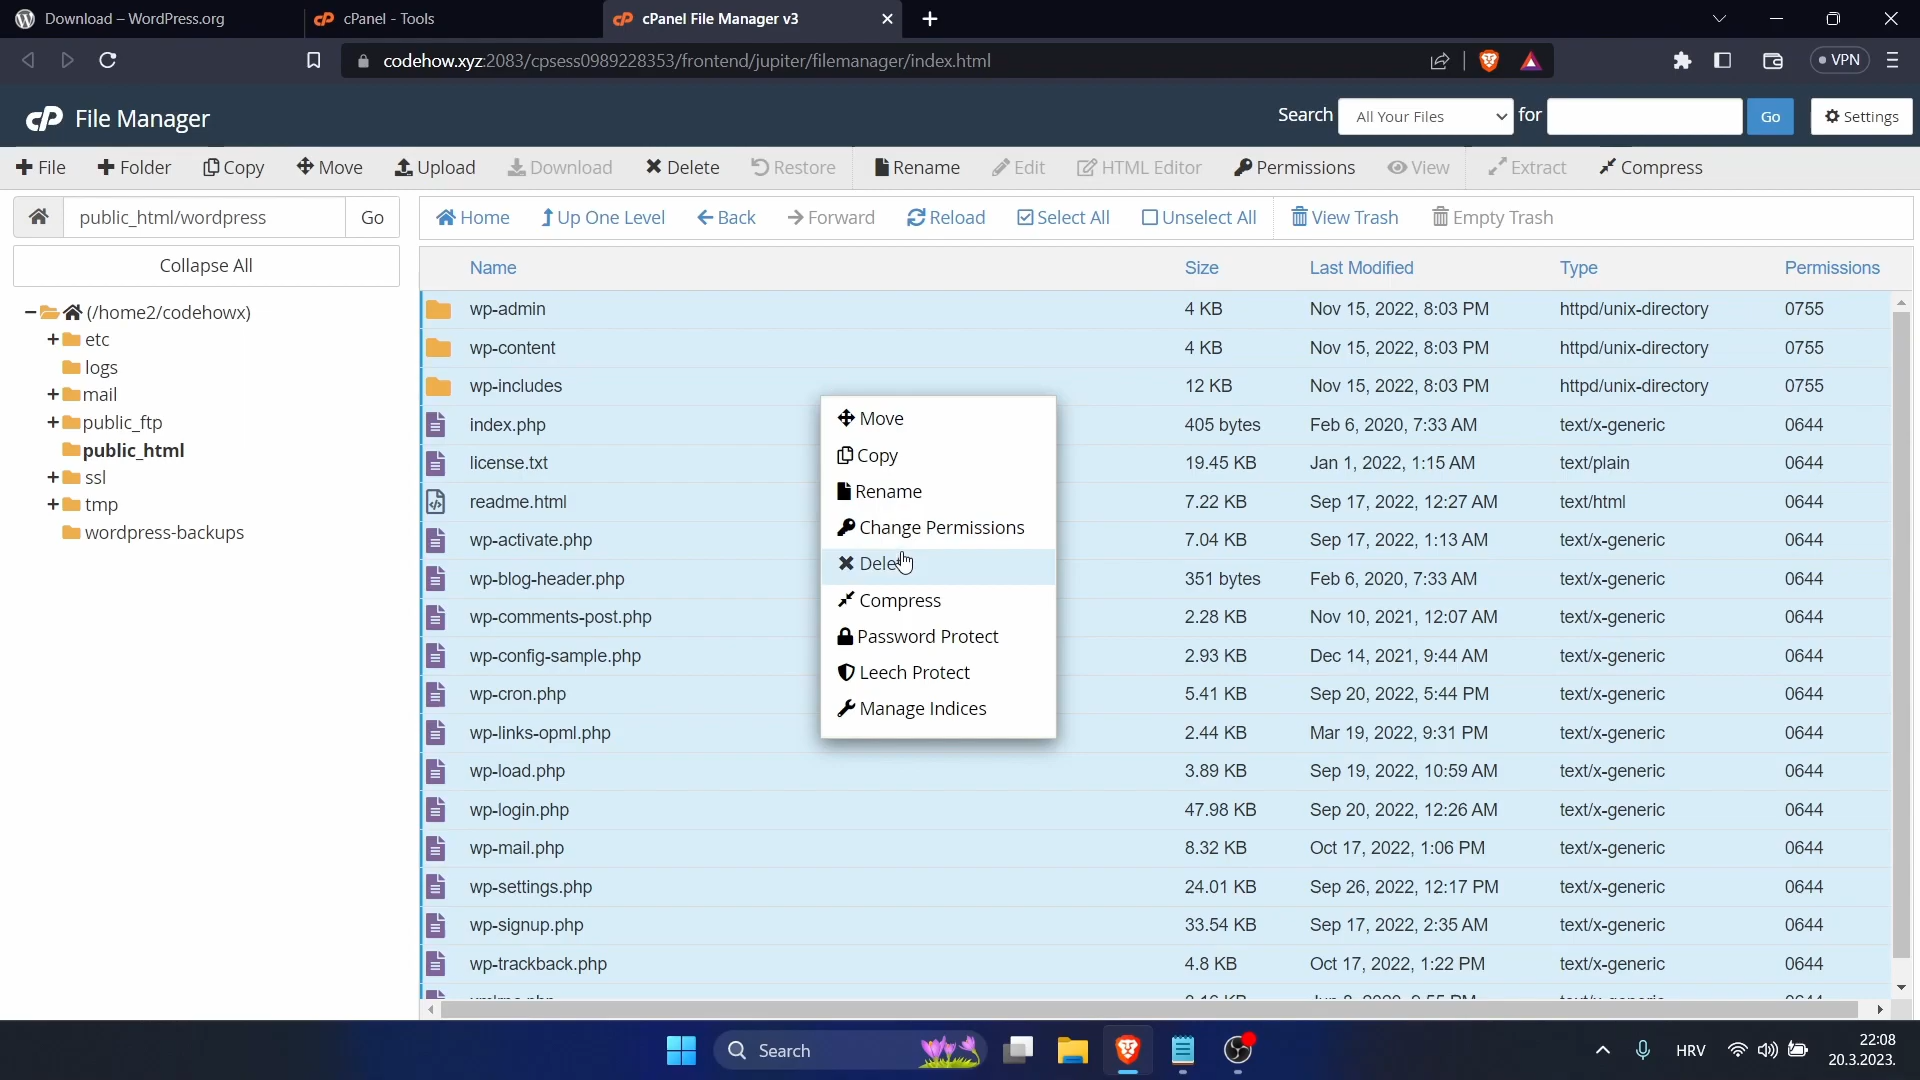 Download – WordPress.org
cPanel - Tools
cPanel File Manager v3
codehow.xyz:2083/cpsess0989228353/frontend/jupiter/filemanager/index.html
VPN
cP File Manager
Search All Your Files for Go Settings
File Folder Copy Move Upload Download Delete Restore Rename Edit HTML Editor Permissions View Extract Compress
public_html/wordpress Go
Home Up One Level Back Forward Reload Select All Unselect All View Trash Empty Trash
Collapse All
(/home2/codehowx)
etc
logs
mail
public_ftp
public_html
ssl
tmp
wordpress-backups
Name Size Last Modified Type Permissions
wp-admin 4 KB Nov 15, 2022, 8:03 PM httpd/unix-directory 0755
wp-content 4 KB Nov 15, 2022, 8:03 PM httpd/unix-directory 0755
wp-includes 12 KB Nov 15, 2022, 8:03 PM httpd/unix-directory 0755
index.php 405 bytes Feb 6, 2020, 7:33 AM text/x-generic 0644
license.txt 19.45 KB Jan 1, 2022, 1:15 AM text/plain 0644
readme.html 7.22 KB Sep 17, 2022, 12:27 AM text/html 0644
wp-activate.php 7.04 KB Sep 17, 2022, 1:13 AM text/x-generic 0644
wp-blog-header.php 351 bytes Feb 6, 2020, 7:33 AM text/x-generic 0644
wp-comments-post.php 2.28 KB Nov 10, 2021, 12:07 AM text/x-generic 0644
wp-config-sample.php 2.93 KB Dec 14, 2021, 9:44 AM text/x-generic 0644
wp-cron.php 5.41 KB Sep 20, 2022, 5:44 PM text/x-generic 0644
wp-links-opml.php 2.44 KB Mar 19, 2022, 9:31 PM text/x-generic 0644
wp-load.php 3.89 KB Sep 19, 2022, 10:59 AM text/x-generic 0644
wp-login.php 47.98 KB Sep 20, 2022, 12:26 AM text/x-generic 0644
wp-mail.php 8.32 KB Oct 17, 2022, 1:06 PM text/x-generic 0644
wp-settings.php 24.01 KB Sep 26, 2022, 12:17 PM text/x-generic 0644
wp-signup.php 33.54 KB Sep 17, 2022, 2:35 AM text/x-generic 0644
wp-trackback.php 4.8 KB Oct 17, 2022, 1:22 PM text/x-generic 0644
Move
Copy
Rename
Change Permissions
Delet
Compress
Password Protect
Leech Protect
Manage Indices
Search
HRV
22:08
20.3.2023.